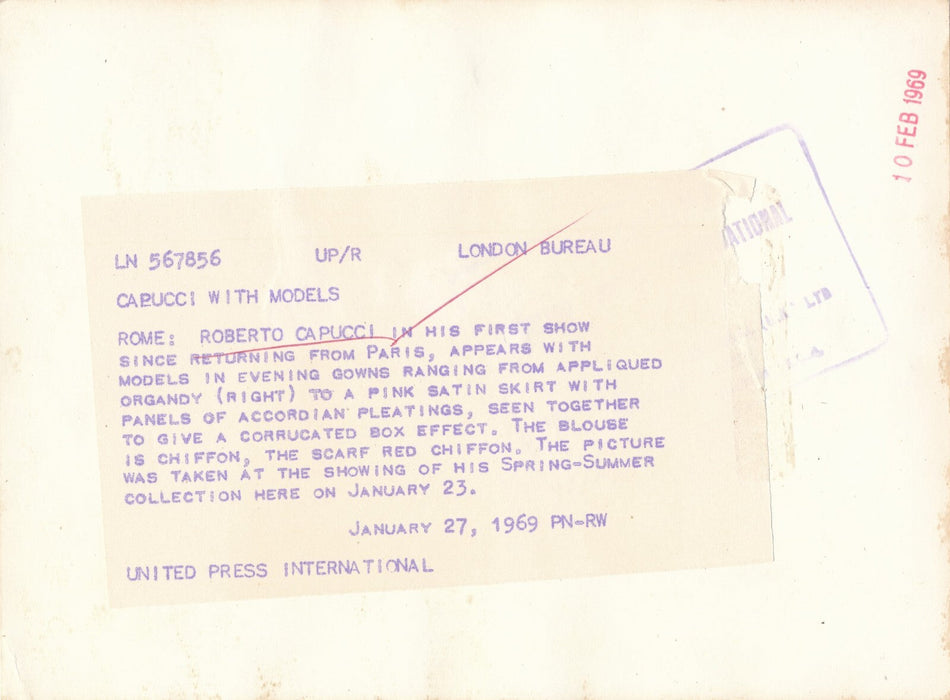 10 FEB 1969
ATIONAL
LTD
LN 567856 UP/R LONDON BUREAU
CAPUCCI WITH MODELS
ROME: ROBERTO CAPUCCI IN HIS FIRST SHOW
SINCE RETURNING FROM PARIS, APPEARS WITH
MODELS IN EVENING GOWNS RANGING FROM APPLIQUED
ORGANDY (RIGHT) TO A PINK SATIN SKIRT WITH
PANELS OF ACCORDIAN PLEATINGS, SEEN TOGETHER
TO GIVE A CORRUCATED BOX EFFECT. THE BLOUSE
IS CHIFFON, THE SCARF RED CHIFFON. THE PICTURE
WAS TAKEN AT THE SHOWING OF HIS SPRING-SUMMER
COLLECTION HERE ON JANUARY 23.
JANUARY 27, 1969 PN-RW
UNITED PRESS INTERNATIONAL